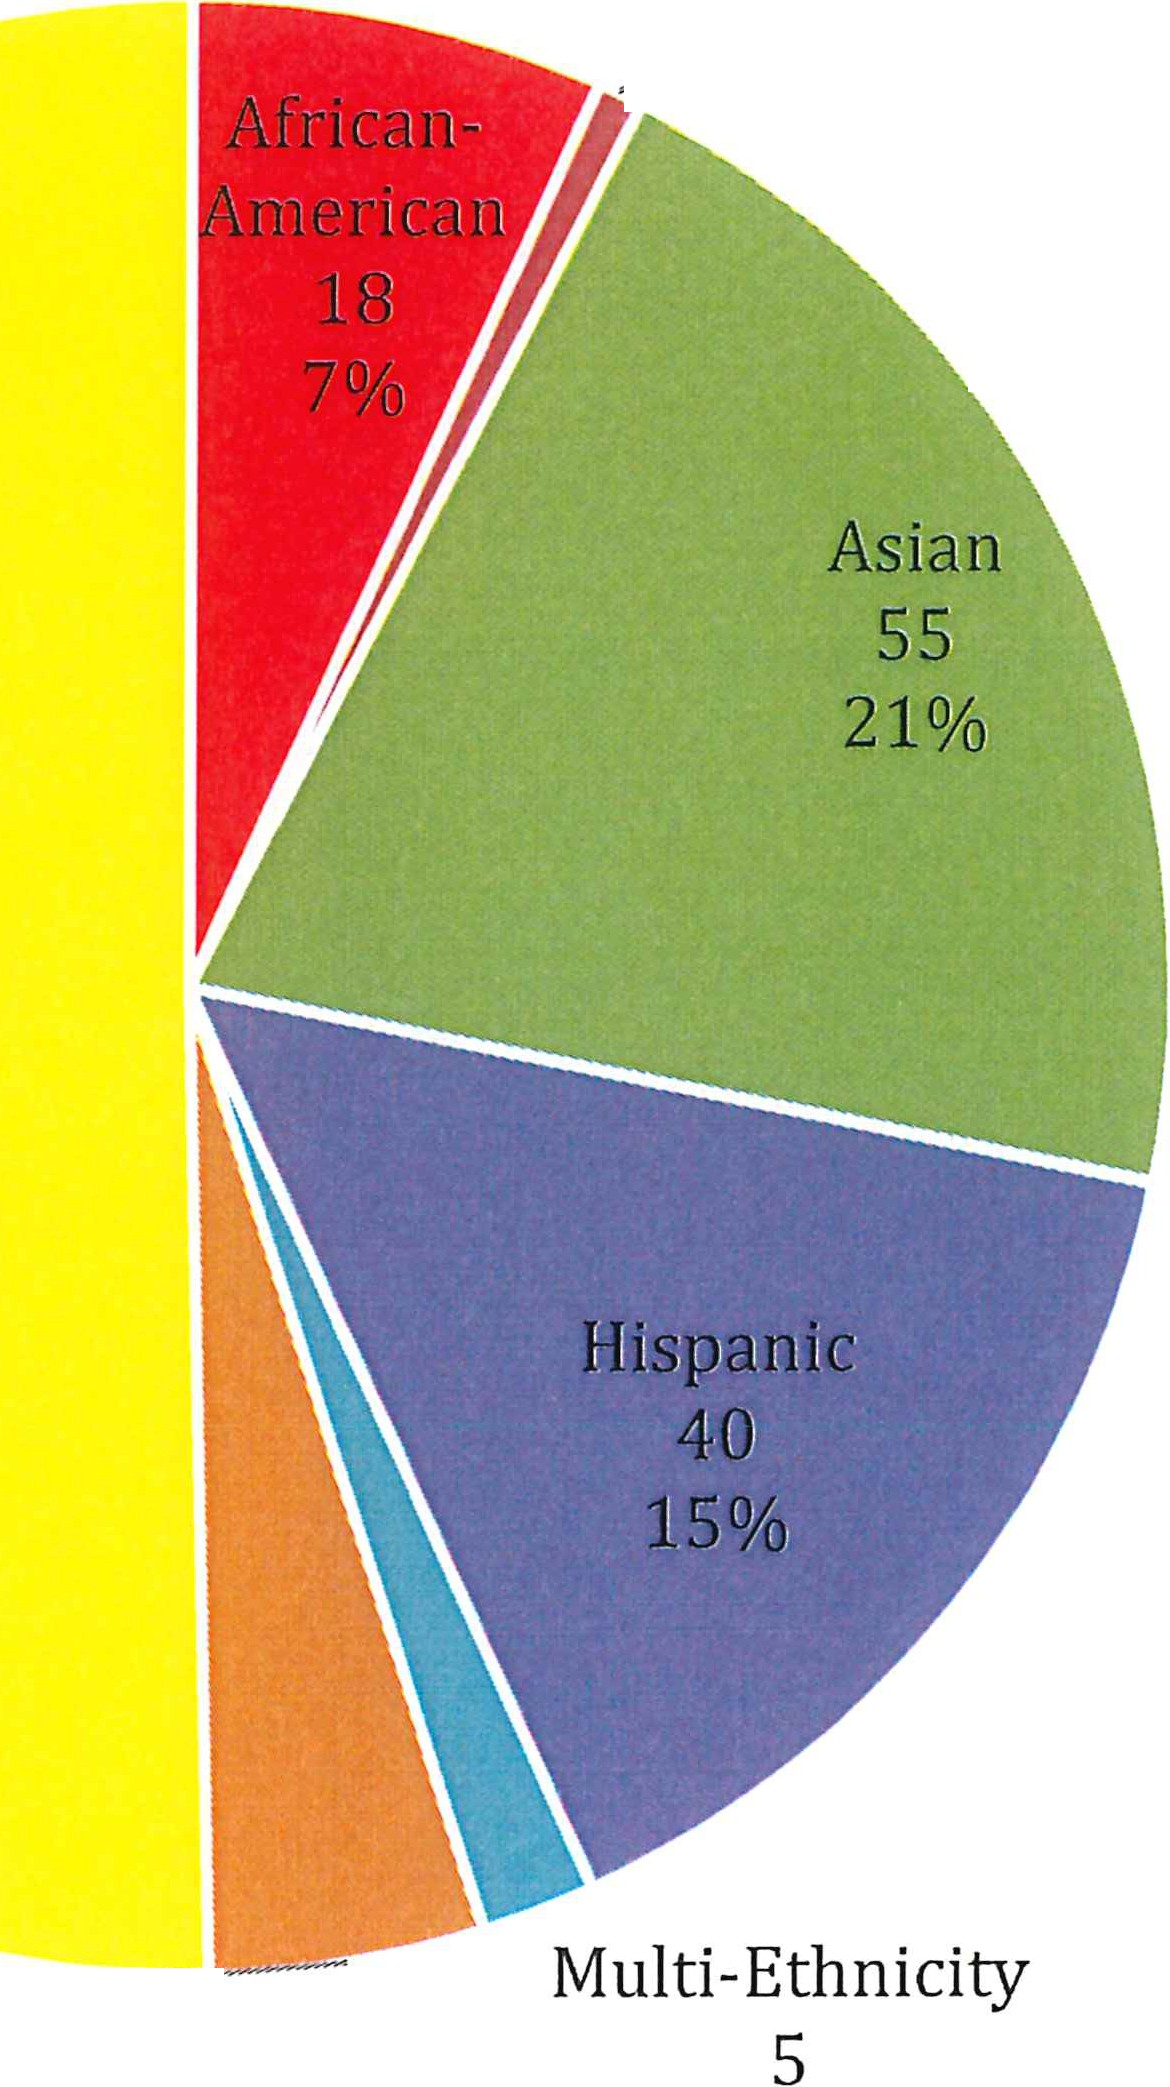 African-
American
18
7%
Asian
55
21%
Hispanic
40
15%
Multi-Ethnicity
5